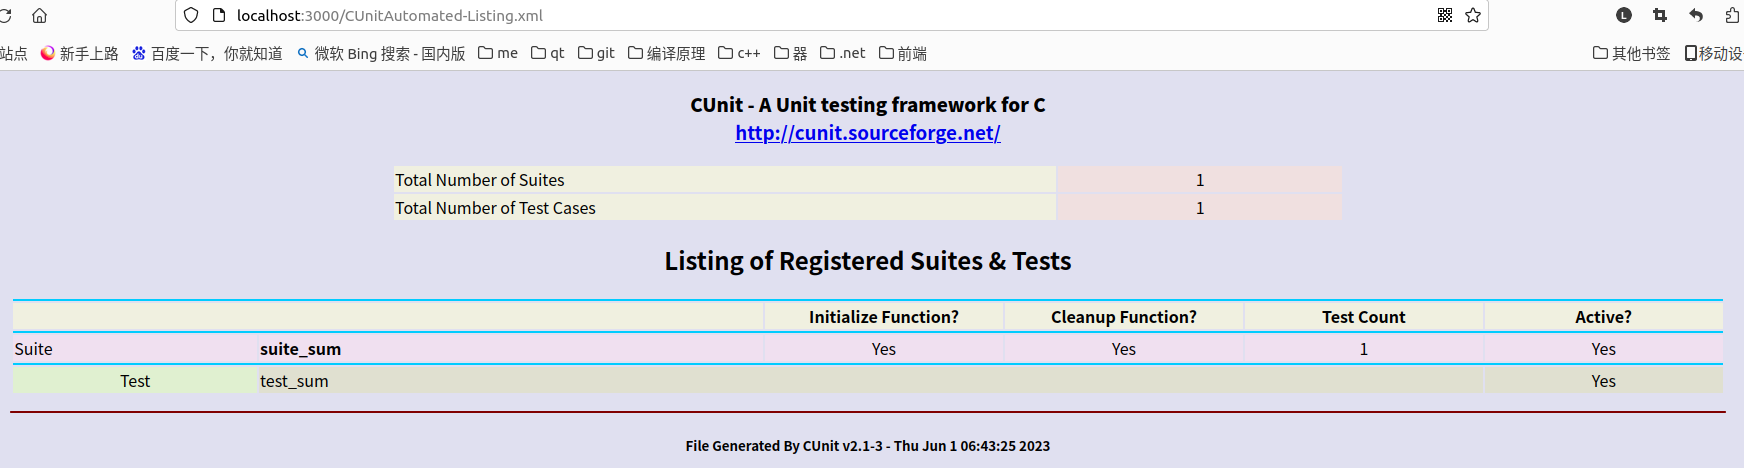 localhost:3000/CUnitAutomated-Listing.xml
L
站点 新手上路 百度一下，你就知道 微软 Bing 搜索 - 国内版 me qt git 编译原理 c++ 器 .net 前端 其他书签 移动设
CUnit - A Unit testing framework for C
http://cunit.sourceforge.net/
Total Number of Suites 1
Total Number of Test Cases 1
Listing of Registered Suites & Tests
Initialize Function? Cleanup Function? Test Count Active?
Suite suite_sum Yes Yes 1 Yes
Test test_sum Yes
File Generated By CUnit v2.1-3 - Thu Jun 1 06:43:25 2023